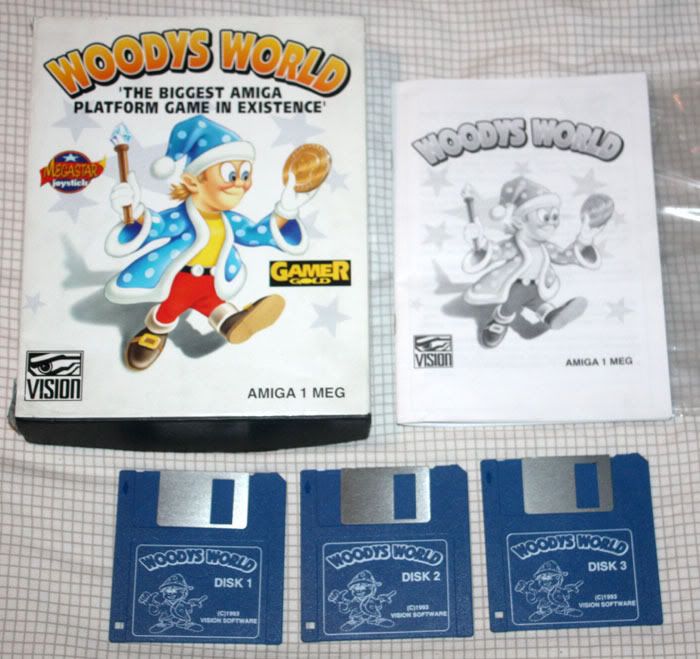 WOODYS WORLD
'THE BIGGEST AMIGA
PLATFORM GAME IN EXISTENCE'
MEGASTAR
joystick
GAMER
GOLD
VISION
AMIGA 1 MEG
WOODYS WORLD
VISION
AMIGA 1 MEG
WOODYS WORLD
DISK 1
(C)1993
VISION SOFTWARE
WOODYS WORLD
DISK 2
(C)1993
VISION SOFTWARE
WOODYS WORLD
DISK 3
(C)1993
VISION SOFTWARE